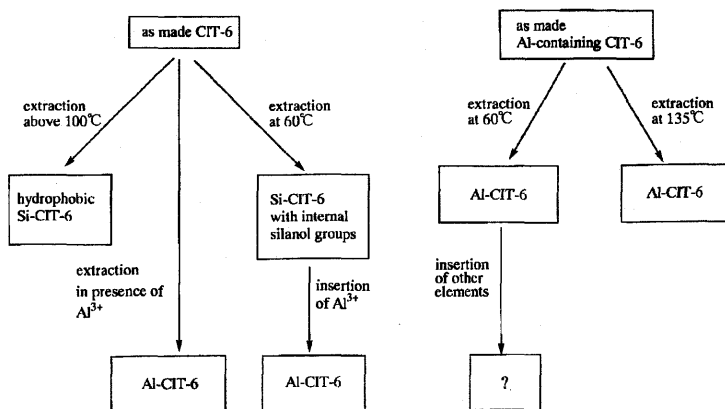 as made CIT-6
extraction
above 100℃
extraction
at 60℃
hydrophobic
Si-CIT-6
Si-CIT-6
with internal
silanol groups
extraction
in presence of
Al³⁺
insertion
of Al³⁺
Al-CIT-6
Al-CIT-6
as made
Al-containing CIT-6
extraction
at 60℃
extraction
at 135℃
Al-CIT-6
Al-CIT-6
insertion
of other
elements
?